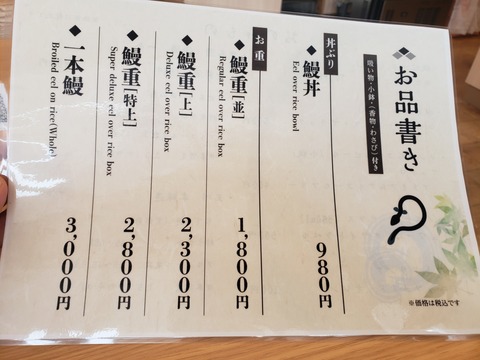 お品書き
吸い物・小鉢・(香物・わさび)付き
※価格は税込です
丼ぶり
◆鰻丼
Eel over rice bowl
980円
お重
◆鰻重[並]
Regular eel over rice box
1,800円
◆鰻重[上]
Deluxe eel over rice box
2,300円
◆鰻重[特上]
Super deluxe eel over rice box
2,800円
◆一本鰻
Broiled eel on rice(Whole)
3,000円